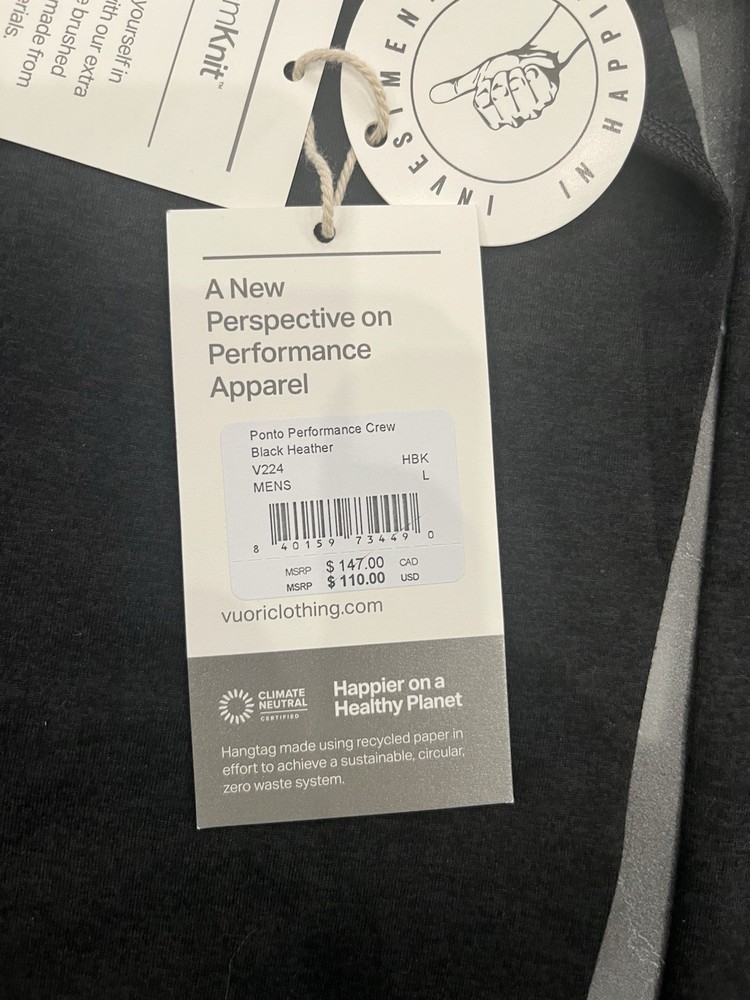 mKnit™
yourself in
ith our extra
brushed
made from
erials.
INVESTMENT
IN HAPPI
A New
Perspective on
Performance
Apparel
Ponto Performance Crew
Black Heather
V224 HBK
MENS L
8 40159 73449 0
MSRP $ 147.00 CAD
MSRP $ 110.00 USD
vuoriclothing.com
CLIMATE
NEUTRAL
CERTIFIED
Happier on a
Healthy Planet
Hangtag made using recycled paper in
effort to achieve a sustainable, circular,
zero waste system.